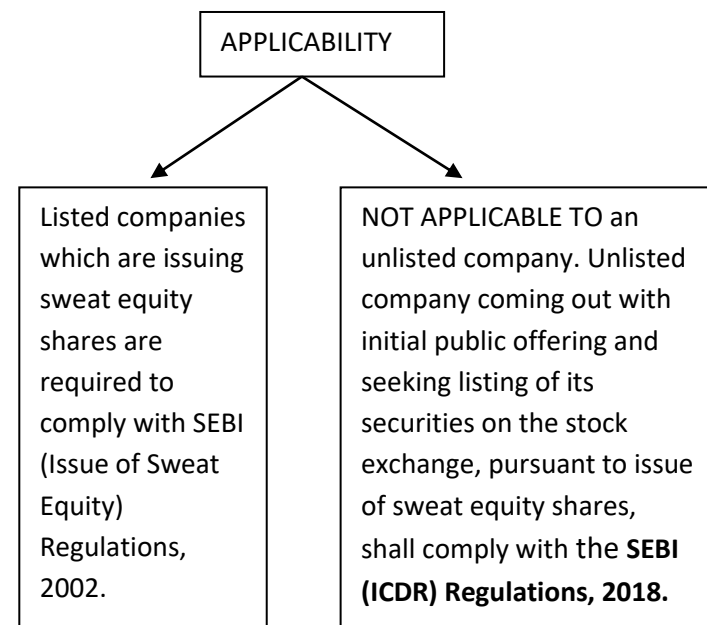 APPLICABILITY
Listed companies
which are issuing
sweat equity
shares are
required to
comply with SEBI
(Issue of Sweat
Equity)
Regulations,
2002.
NOT APPLICABLE TO an
unlisted company. Unlisted
company coming out with
initial public offering and
seeking listing of its
securities on the stock
exchange, pursuant to issue
of sweat equity shares,
shall comply with the SEBI
(ICDR) Regulations, 2018.